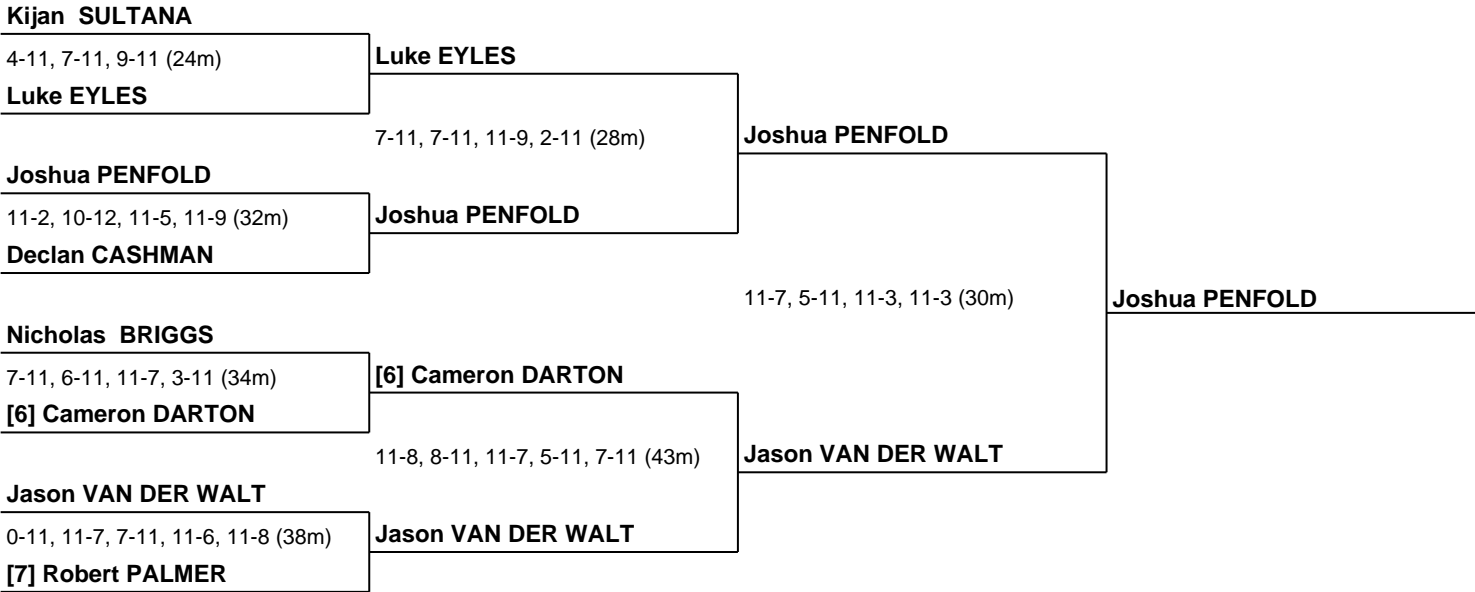 Kijan  SULTANA
4-11, 7-11, 9-11 (24m)
Luke EYLES
Luke EYLES
7-11, 7-11, 11-9, 2-11 (28m)
Joshua PENFOLD
Joshua PENFOLD
11-2, 10-12, 11-5, 11-9 (32m)
Joshua PENFOLD
Declan CASHMAN
11-7, 5-11, 11-3, 11-3 (30m)
Joshua PENFOLD
Nicholas  BRIGGS
7-11, 6-11, 11-7, 3-11 (34m)
[6] Cameron DARTON
[6] Cameron DARTON
11-8, 8-11, 11-7, 5-11, 7-11 (43m)
Jason VAN DER WALT
Jason VAN DER WALT
0-11, 11-7, 7-11, 11-6, 11-8 (38m)
Jason VAN DER WALT
[7] Robert PALMER